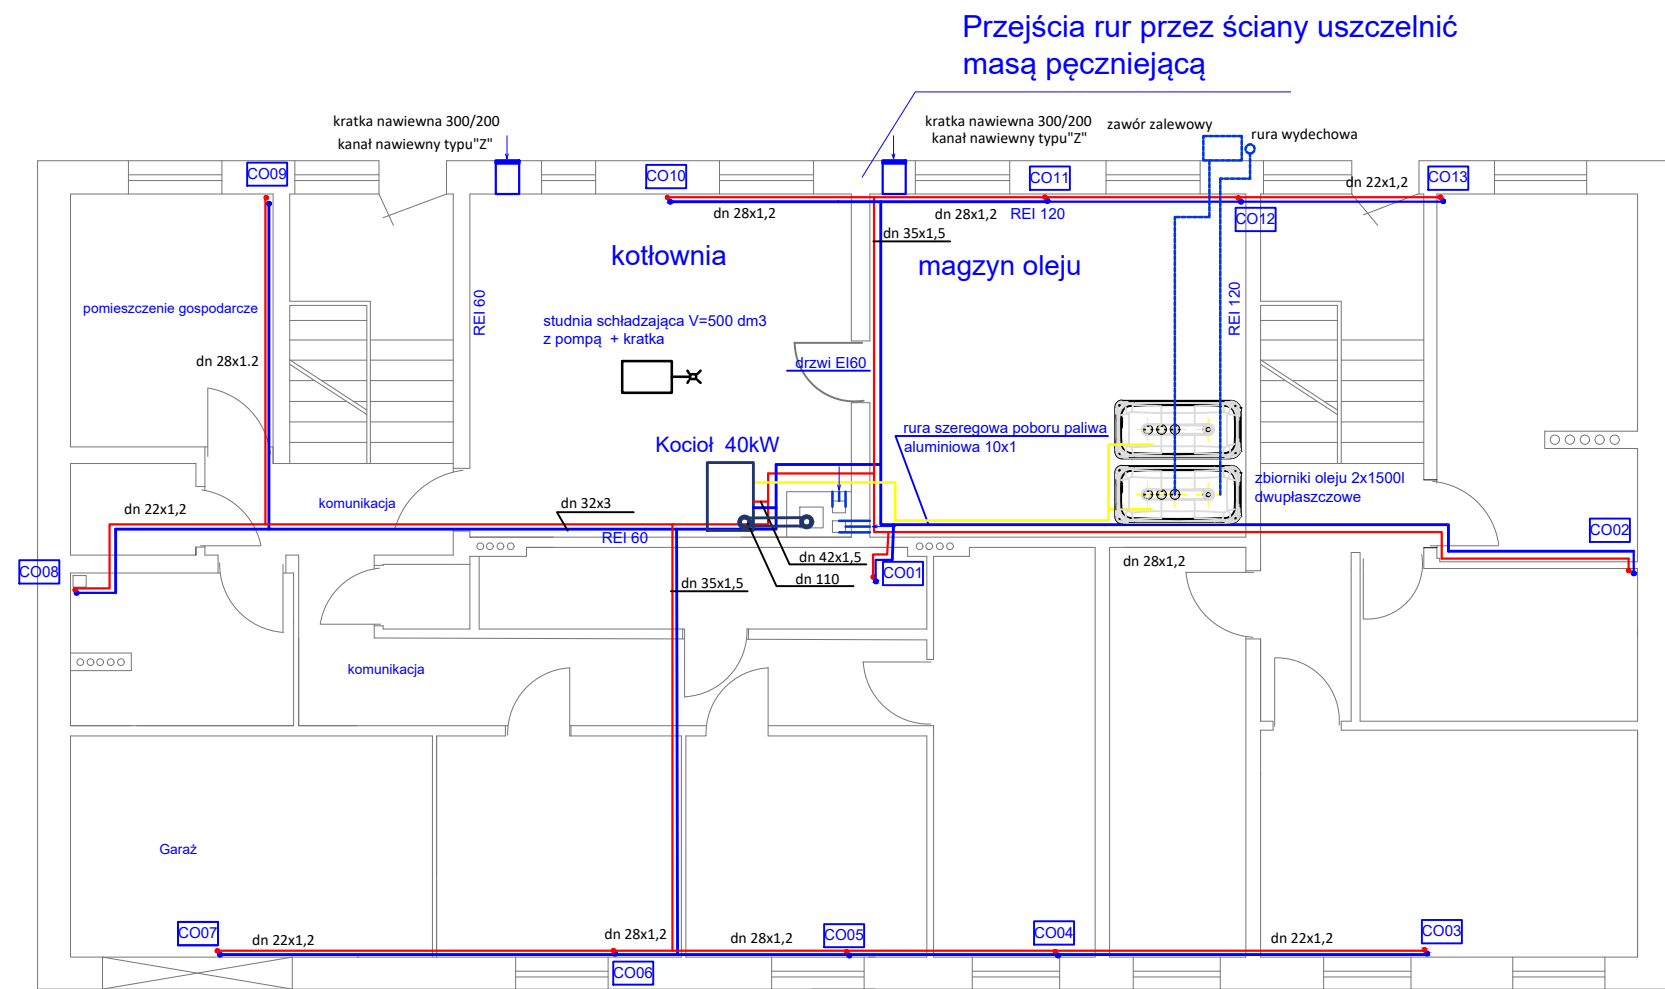 Przejścia rur przez ściany uszczelnić
masą pęczniejącą
kratka nawiewna 300/200
kanał nawiewny typu"Z"
kratka nawiewna 300/200
kanał nawiewny typu"Z"
zawór zalewowy
rura wydechowa
CO09
CO10
CO11
CO13
dn 22x1,2
dn 28x1,2
dn 28x1,2
REI 120
CO12
dn 35x1,5
kotłownia
magzyn oleju
pomieszczenie gospodarcze
REI 60
REI 120
studnia schładzająca V=500 dm3
z pompą + kratka
dn 28x1.2
drzwi EI60
Kocioł 40kW
rura szeregowa poboru paliwa
aluminiowa 10x1
zbiorniki oleju 2x1500l
dwupłaszczowe
komunikacja
dn 22x1,2
dn 32x3
REI 60
CO02
CO08
dn 42x1,5
dn 110
CO01
dn 28x1,2
dn 35x1,5
komunikacja
Garaż
CO07
dn 22x1,2
dn 28x1,2
dn 28x1,2
CO05
CO04
dn 22x1,2
CO03
CO06